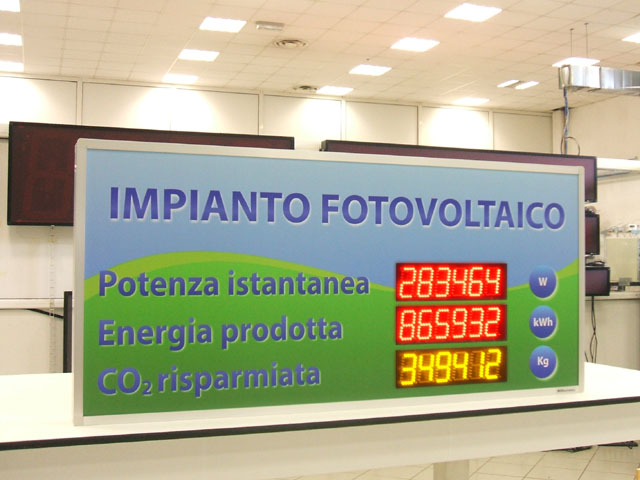 IMPIANTO FOTOVOLTAICO
Potenza istantanea 283464 W
Energia prodotta 865932 kWh
CO₂ risparmiata 349412 Kg